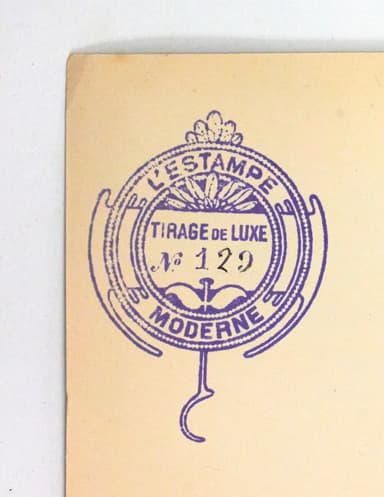 L'ESTAMPE
TIRAGE DE LUXE
No 129
MODERNE